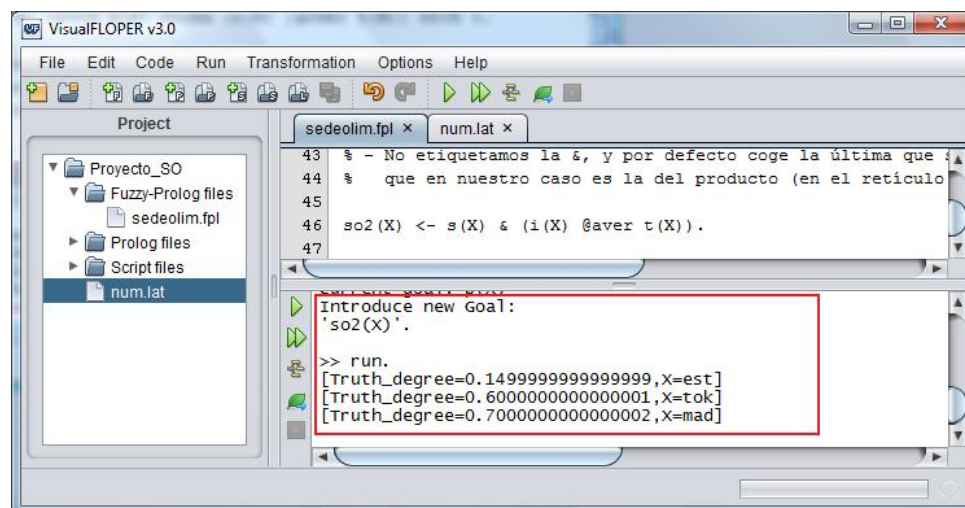 VisualFLOPER v3.0
File Edit Code Run Transformation Options Help
Project
Proyecto_SO
Fuzzy-Prolog files
sedeolim.fpl
Prolog files
Script files
num.lat
sedeolim.fpl × num.lat ×
43 % - No etiquetamos la &, y por defecto coge la última que
44 % que en nuestro caso es la del producto (en el retículo
45
46 so2(X) <- s(X) & (i(X) @aver t(X)).
47
Introduce new Goal:
'so2(X)'.
>> run.
[Truth_degree=0.1499999999999999,X=est]
[Truth_degree=0.6000000000000001,X=tok]
[Truth_degree=0.7000000000000002,X=mad]